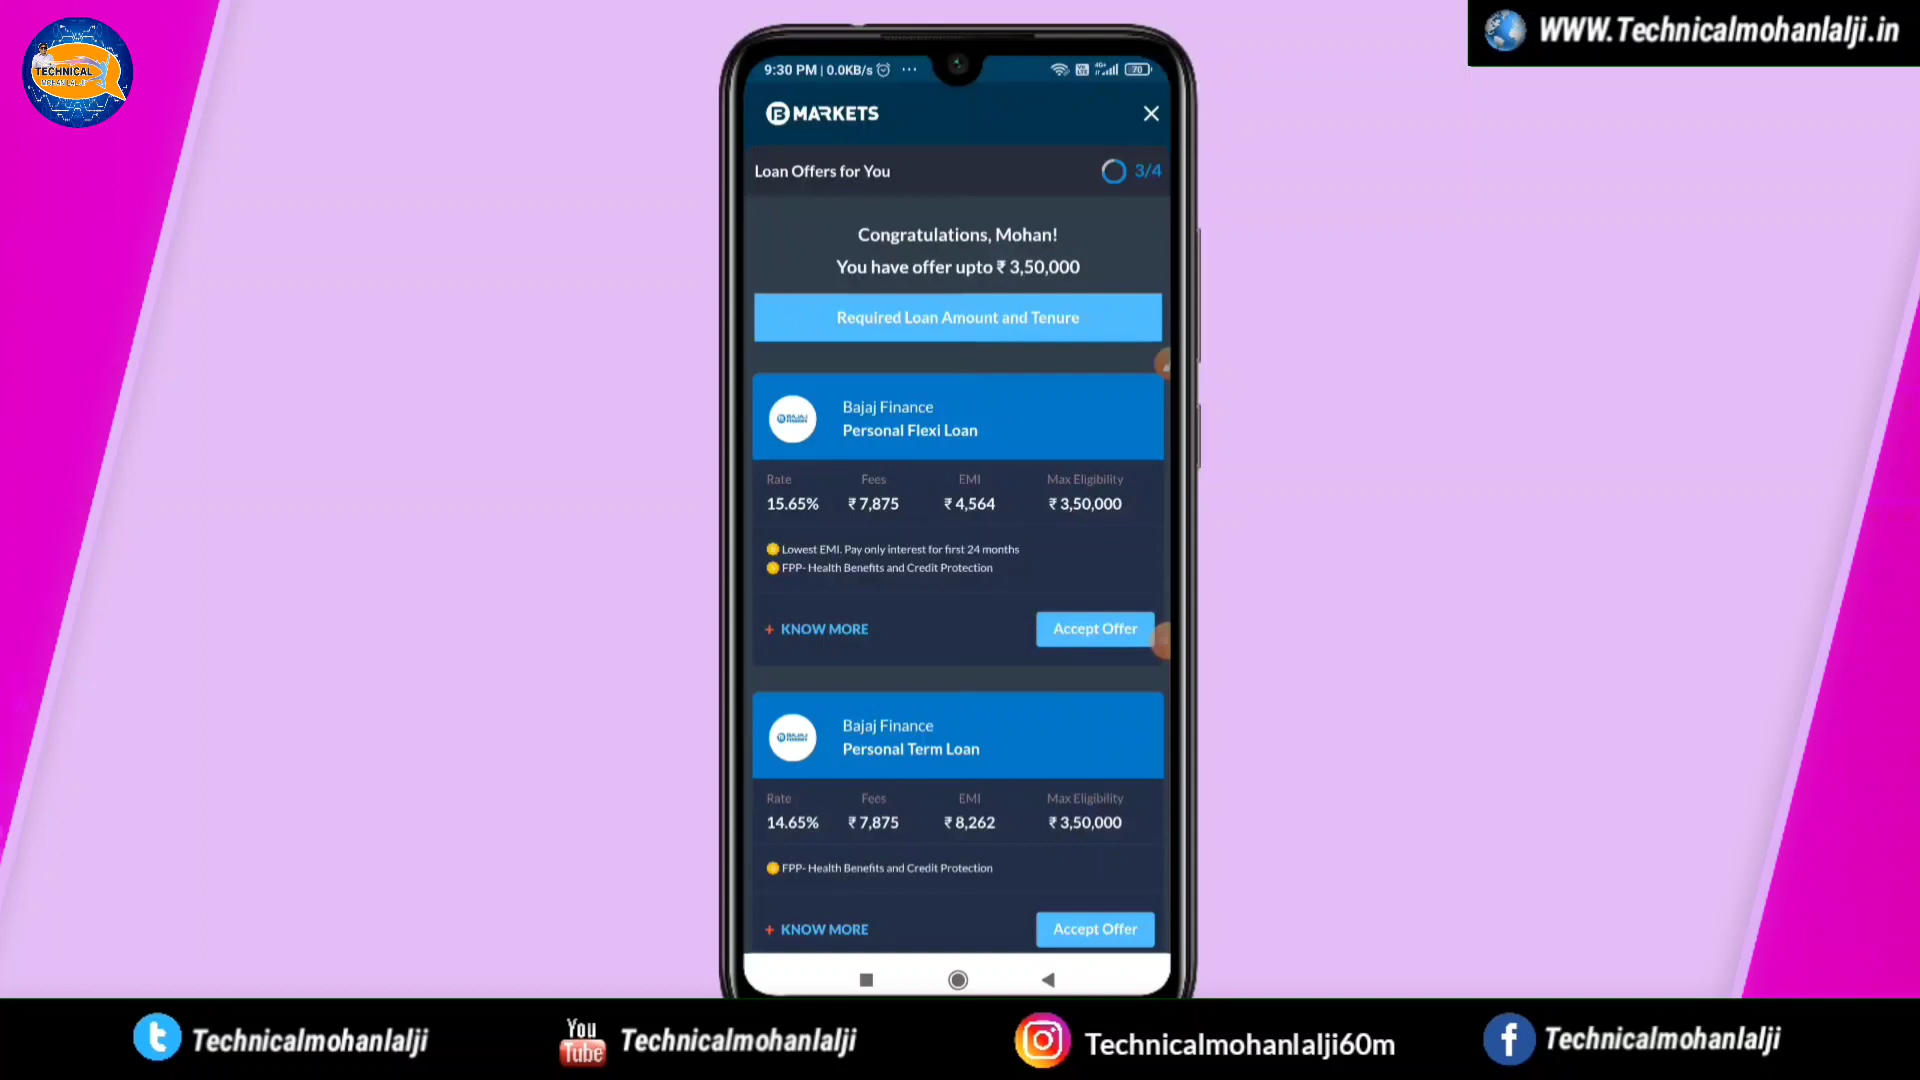 TECHNICAL
MOHAN LAL JI
WWW.Technicalmohanlalji.in
9:30 PM | 0.0KB/s
70
B MARKETS
Loan Offers for You
3/4
Congratulations, Mohan!
You have offer upto ₹ 3,50,000
Required Loan Amount and Tenure
Bajaj Finance
Personal Flexi Loan
Rate Fees EMI Max Eligibility
15.65% ₹ 7,875 ₹ 4,564 ₹ 3,50,000
Lowest EMI. Pay only interest for first 24 months
FPP- Health Benefits and Credit Protection
+ KNOW MORE Accept Offer
Bajaj Finance
Personal Term Loan
Rate Fees EMI Max Eligibility
14.65% ₹ 7,875 ₹ 8,262 ₹ 3,50,000
FPP- Health Benefits and Credit Protection
+ KNOW MORE Accept Offer
Technicalmohanlalji
You Tube Technicalmohanlalji
Technicalmohanlalji60m
Technicalmohanlalji